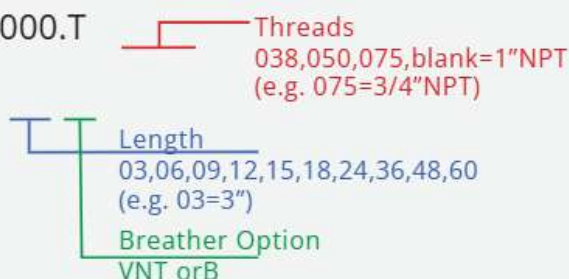 000.T
Threads
038,050,075,blank=1”NPT
(e.g. 075=3/4”NPT)
Length
03,06,09,12,15,18,24,36,48,60
(e.g. 03=3”)
Breather Option
VNT orB